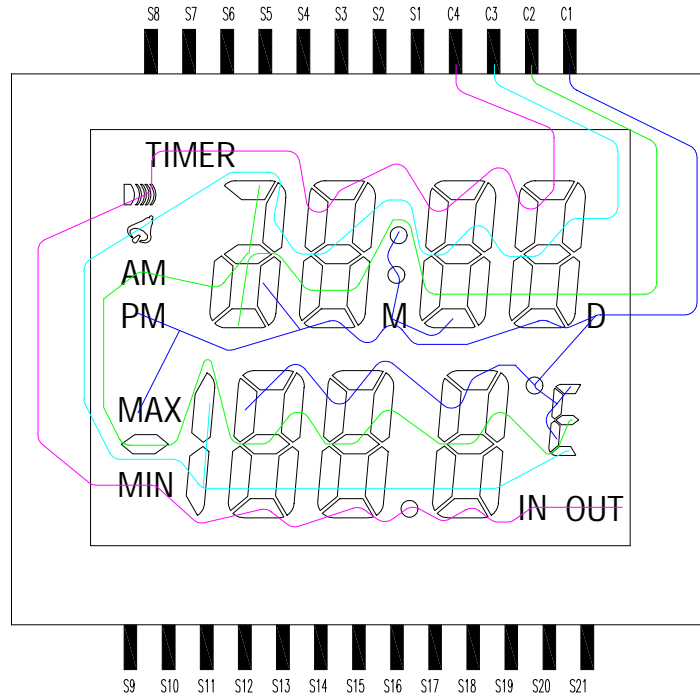 S8 S7 S6 S5 S4 S3 S2 S1 C4 C3 C2 C1
TIMER
AM
PM M D
MAX
MIN
IN OUT
S9 S10 S11 S12 S13 S14 S15 S16 S17 S18 S19 S20 S21